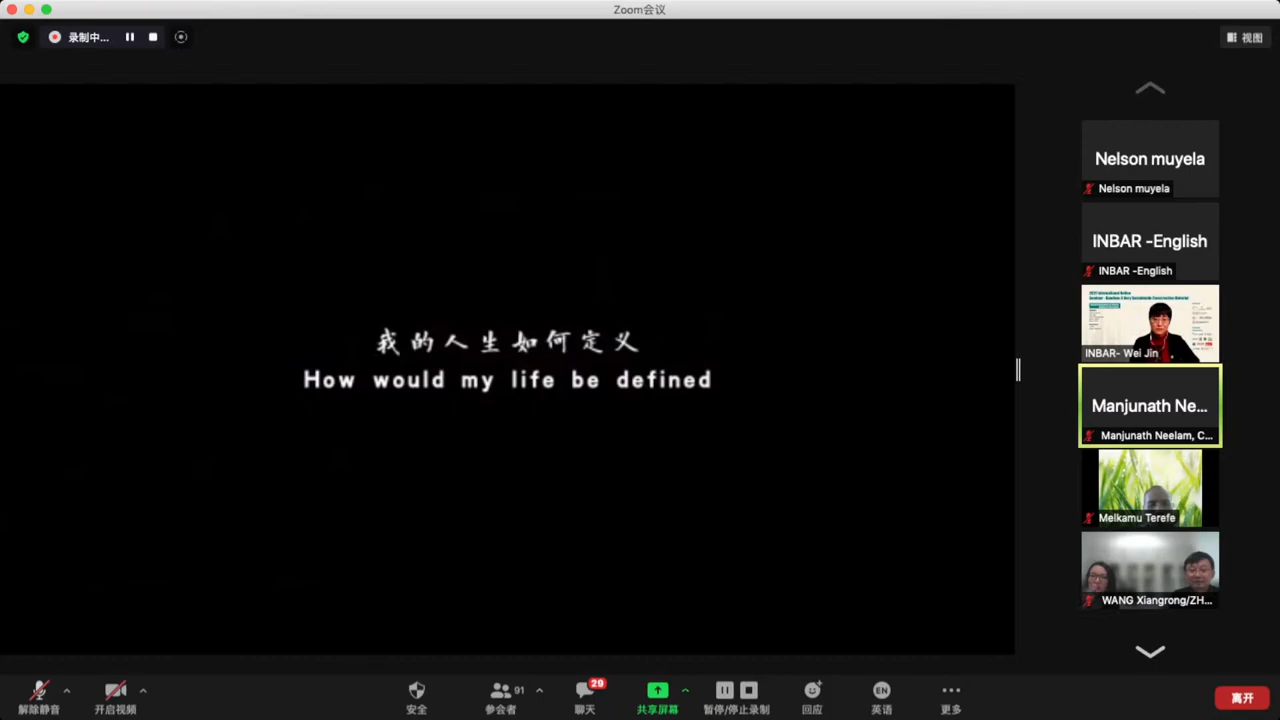 Zoom会议
录制中...
视图
我的人生如何定义
How would my life be defined
Nelson muyela
Nelson muyela
INBAR -English
INBAR -English
INBAR- Wei Jin
Manjunath Ne...
Manjunath Neelam, C...
Melkamu Terefe
WANG Xiangrong/ZH...
解除静音
开启视频
安全
91
参会者
29
聊天
共享屏幕
暂停/停止录制
回应
EN
英语
更多
离开